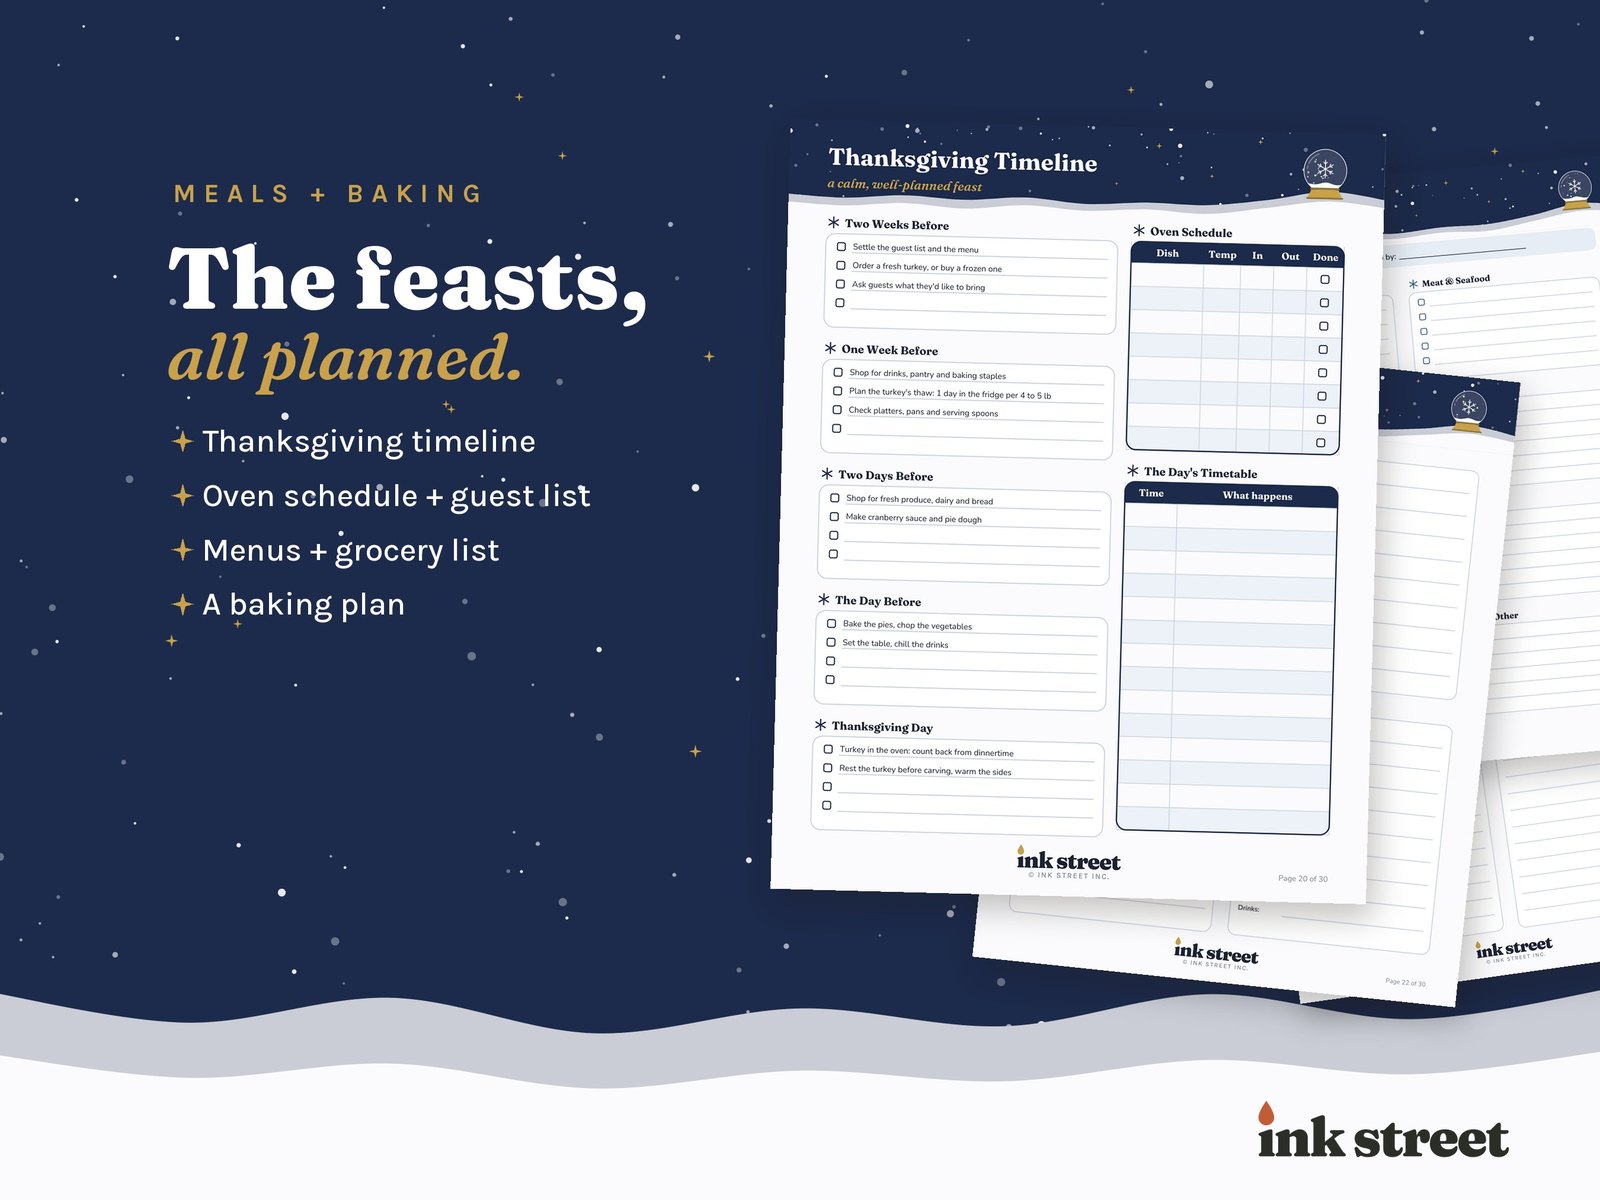 MEALS + BAKING
The feasts,
all planned.
Thanksgiving timeline
Oven schedule + guest list
Menus + grocery list
A baking plan
Thanksgiving Timeline
a calm, well-planned feast
Two Weeks Before
Settle the guest list and the menu
Order a fresh turkey, or buy a frozen one
Ask guests what they'd like to bring
One Week Before
Shop for drinks, pantry and baking staples
Plan the turkey's thaw: 1 day in the fridge per 4 to 5 lb
Check platters, pans and serving spoons
Two Days Before
Shop for fresh produce, dairy and bread
Make cranberry sauce and pie dough
The Day Before
Bake the pies, chop the vegetables
Set the table, chill the drinks
Thanksgiving Day
Turkey in the oven: count back from dinnertime
Rest the turkey before carving, warm the sides
Oven Schedule
Dish Temp In Out Done
The Day's Timetable
Time What happens
ink street
© INK STREET INC.
Page 20 of 30
by:
Meat & Seafood
Other
Drinks:
ink street
© INK STREET INC.
Page 22 of 30
ink street
© INK STREET INC.
ink street